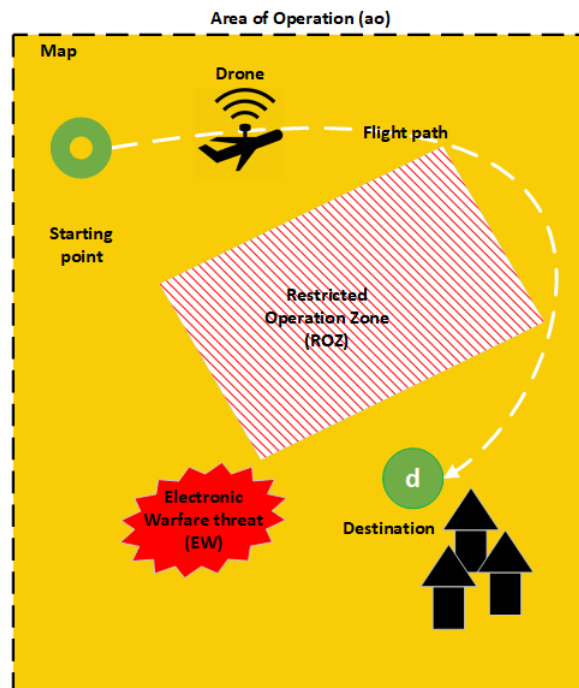 Area of Operation (ao)
Map
Drone
Flight path
Starting
point
Restricted
Operation Zone
(ROZ)
d
Electronic
Warfare threat
(EW)
Destination